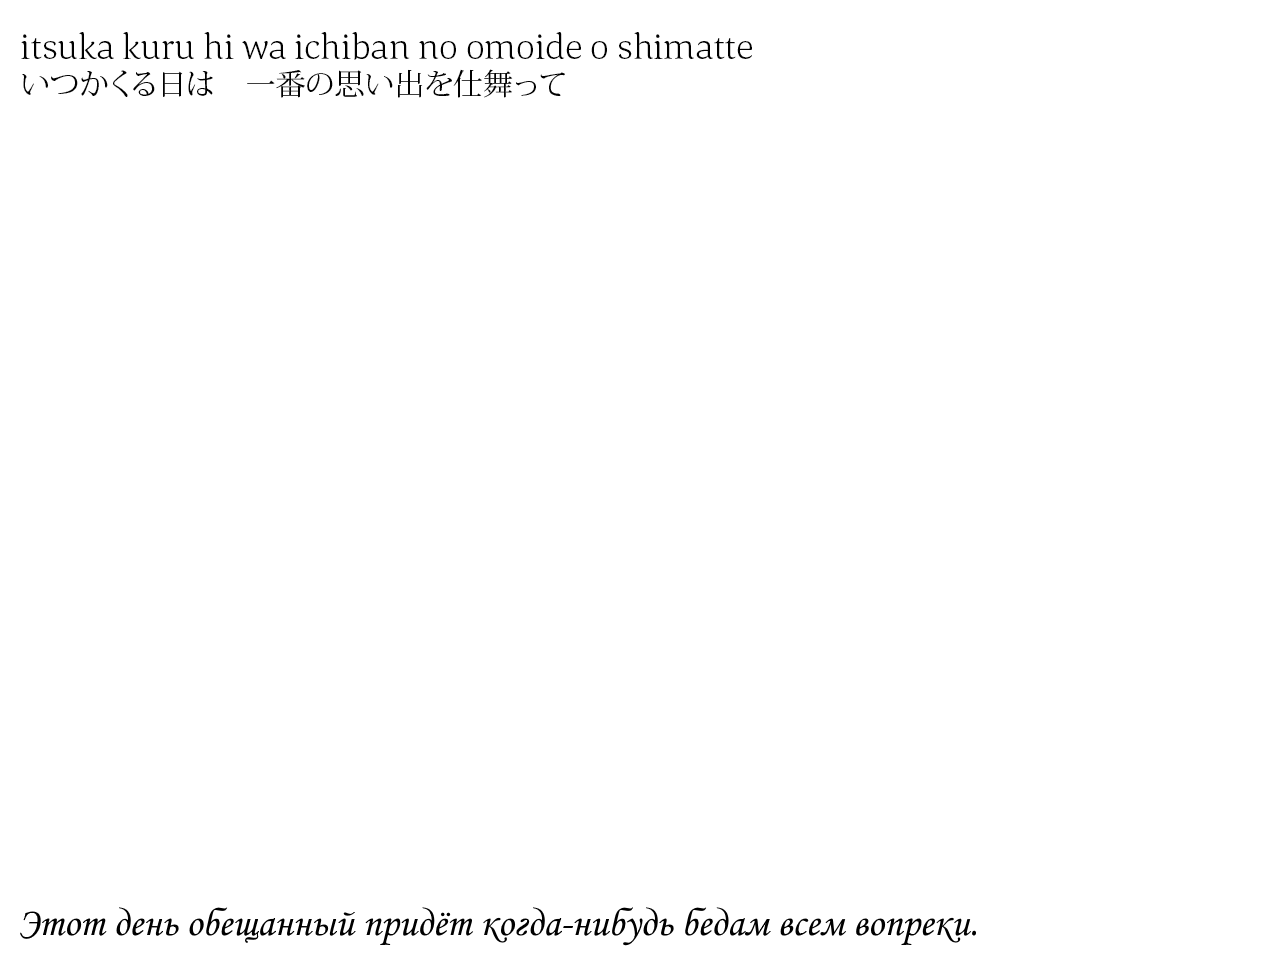 itsuka kuru hi wa ichiban no omoide o shimatte
いつかくる日は　一番の思い出を仕舞って
Этот день обещанный придёт когда-нибудь бедам всем вопреки.